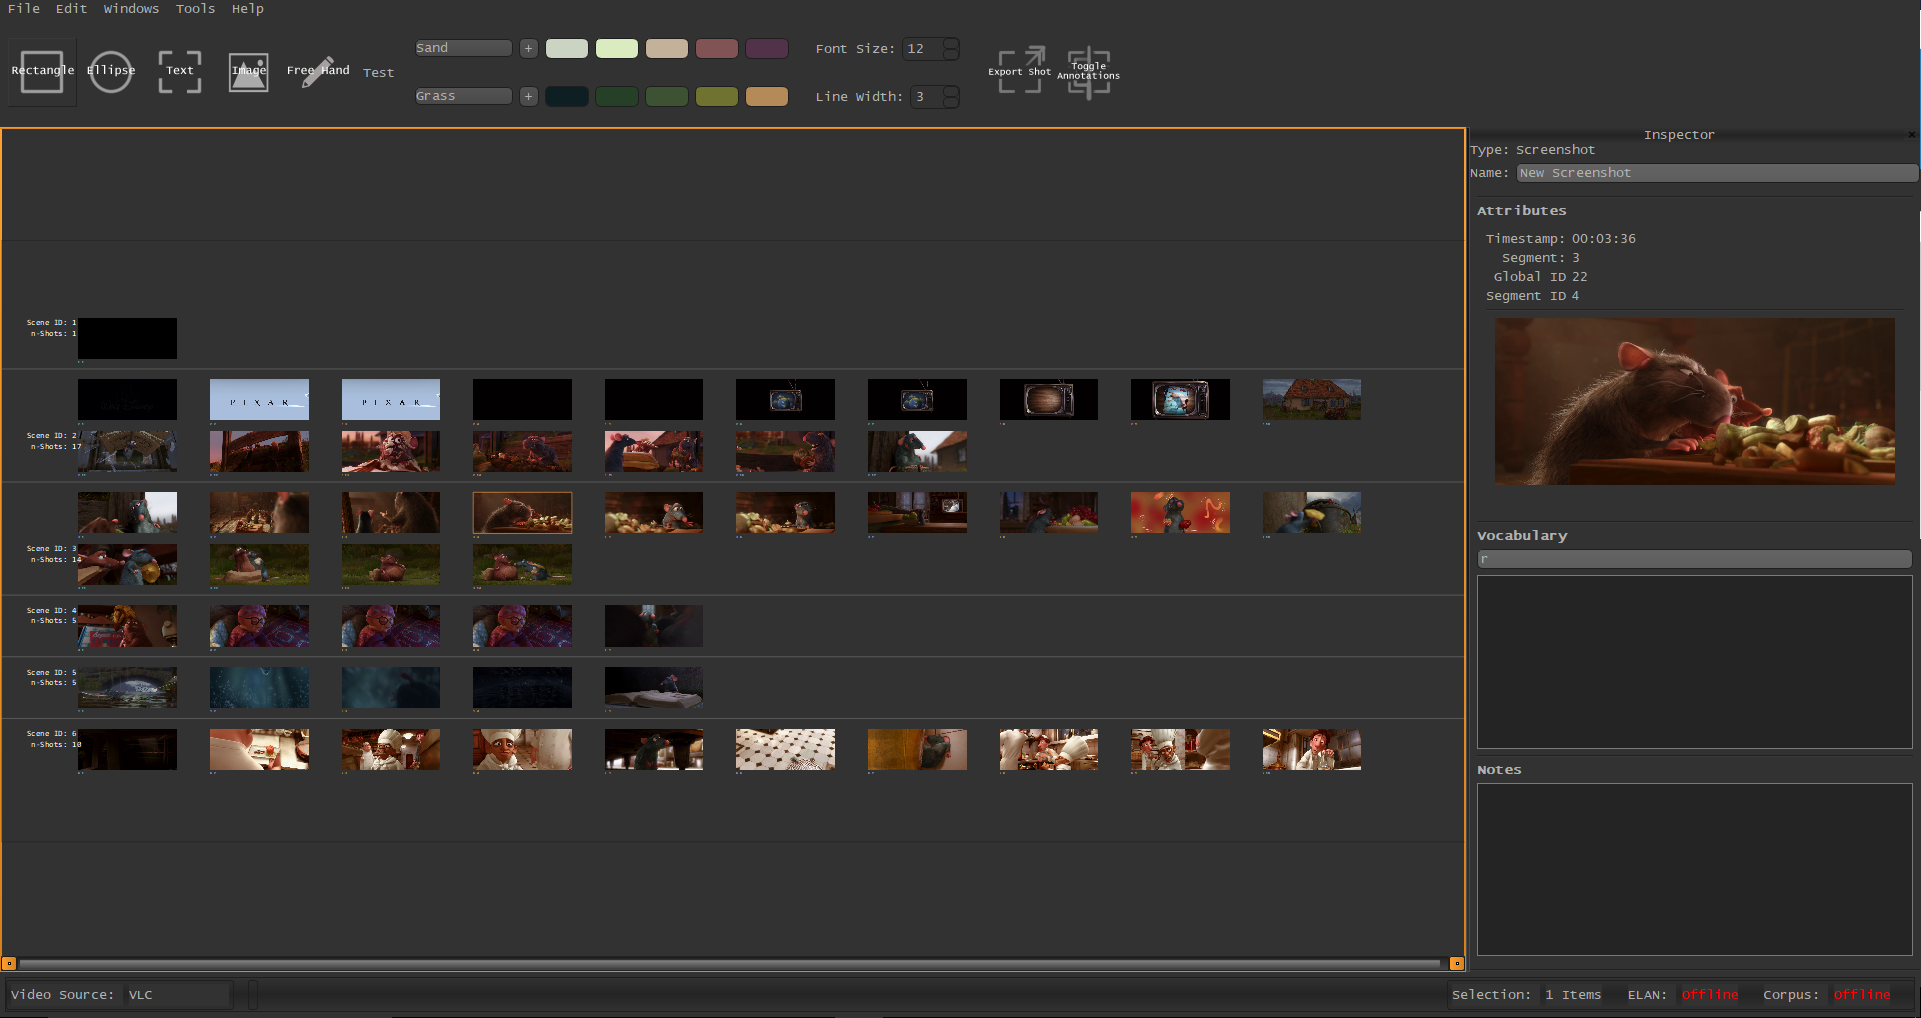 File Edit Windows Tools Help
Rectangle Ellipse Text Image Free Hand Test
Sand + Font Size: 12
Grass + Line Width: 3
Export Shot Toggle Annotations
Inspector
Type: Screenshot
Name: New Screenshot
Attributes
Timestamp: 00:03:36
Segment: 3
Global ID 22
Segment ID 4
Vocabulary
r
Notes
Scene ID: 1
n-Shots: 1
PIXAR PIXAR
Scene ID: 2
n-Shots: 17
Scene ID: 3
n-Shots: 14
Scene ID: 4
n-Shots: 5
Scene ID: 5
n-Shots: 5
Scene ID: 6
n-Shots: 10
Video Source: VLC
Selection: 1 Items ELAN: Offline Corpus: Offline